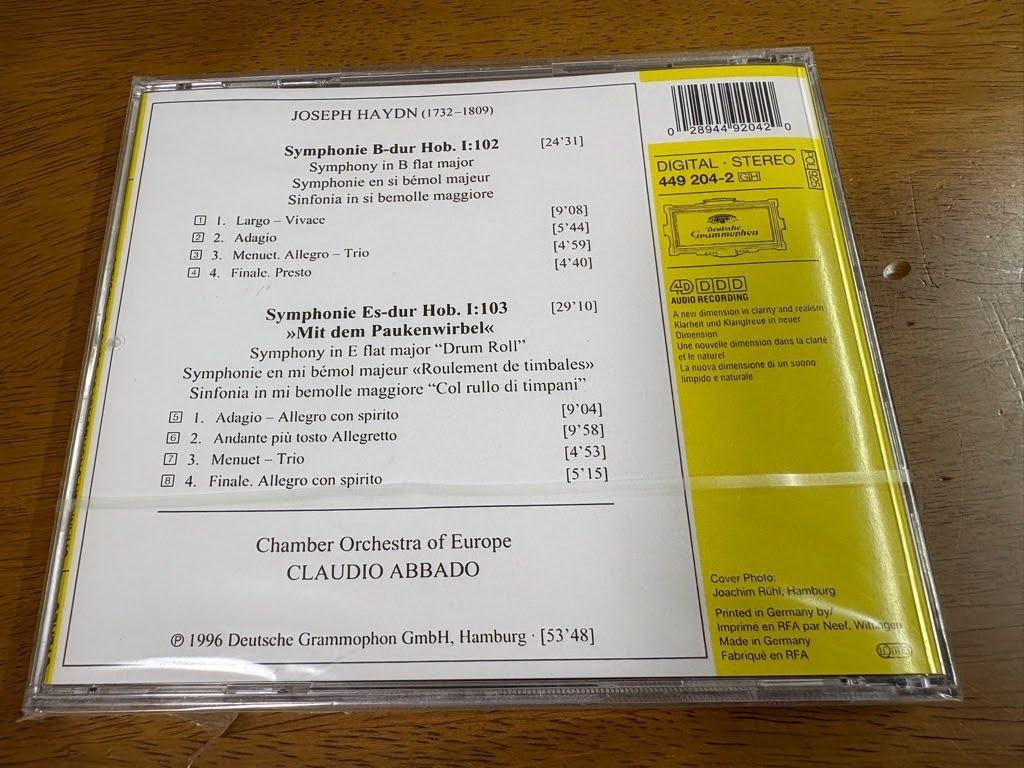 JOSEPH HAYDN (1732–1809)
Symphonie B-dur Hob. I:102 [24'31]
Symphony in B flat major
Symphonie en si bémol majeur
Sinfonia in si bemolle maggiore
1 1. Largo – Vivace [9'08]
2 2. Adagio [5'44]
3 3. Menuet. Allegro – Trio [4'59]
4 4. Finale. Presto [4'40]
Symphonie Es-dur Hob. I:103 [29'10]
»Mit dem Paukenwirbel«
Symphony in E flat major “Drum Roll”
Symphonie en mi bémol majeur «Roulement de timbales»
Sinfonia in mi bemolle maggiore “Col rullo di timpani”
5 1. Adagio – Allegro con spirito [9'04]
6 2. Andante più tosto Allegretto [9'58]
7 3. Menuet – Trio [4'53]
8 4. Finale. Allegro con spirito [5'15]
Chamber Orchestra of Europe
CLAUDIO ABBADO
℗ 1996 Deutsche Grammophon GmbH, Hamburg · [53'48]
0 28944 92042 0
DIGITAL · STEREO
449 204-2 GH
POL 925
Deutsche
Grammophon
4D DDD
AUDIO RECORDING
A new dimension in clarity and realism
Klarheit und Klangtreue in neuer
Dimension
Une nouvelle dimension dans la clarté
et le naturel
La nuova dimensione di un suono
limpido e naturale
Cover Photo:
Joachim Rühl, Hamburg
Printed in Germany by/
Imprimé en RFA par Neef, Wittingen
Made in Germany
Fabriqué en RFA